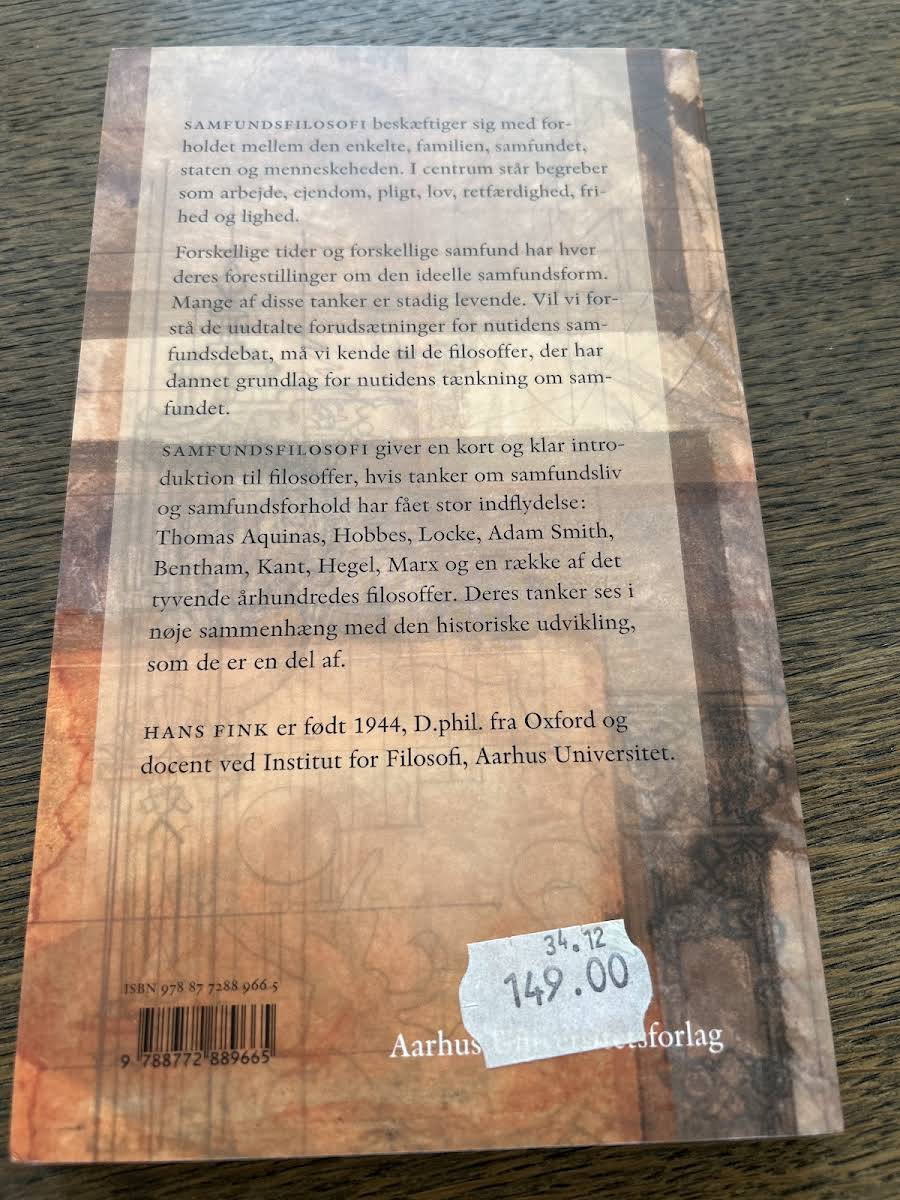 SAMFUNDSFILOSOFI beskæftiger sig med for-
holdet mellem den enkelte, familien, samfundet,
staten og menneskeheden. I centrum står begreber
som arbejde, ejendom, pligt, lov, retfærdighed, fri-
hed og lighed.
Forskellige tider og forskellige samfund har hver
deres forestillinger om den ideelle samfundsform.
Mange af disse tanker er stadig levende. Vil vi for-
stå de uudtalte forudsætninger for nutidens sam-
fundsdebat, må vi kende til de filosoffer, der har
dannet grundlag for nutidens tænkning om sam-
fundet.
SAMFUNDSFILOSOFI giver en kort og klar intro-
duktion til filosoffer, hvis tanker om samfundsliv
og samfundsforhold har fået stor indflydelse:
Thomas Aquinas, Hobbes, Locke, Adam Smith,
Bentham, Kant, Hegel, Marx og en række af det
tyvende århundredes filosoffer. Deres tanker ses i
nøje sammenhæng med den historiske udvikling,
som de er en del af.
HANS FINK er født 1944, D.phil. fra Oxford og
docent ved Institut for Filosofi, Aarhus Universitet.
34.12
149.00
ISBN 978 87 7288 966 5
9 788772 889665
Aarhus Universitetsforlag